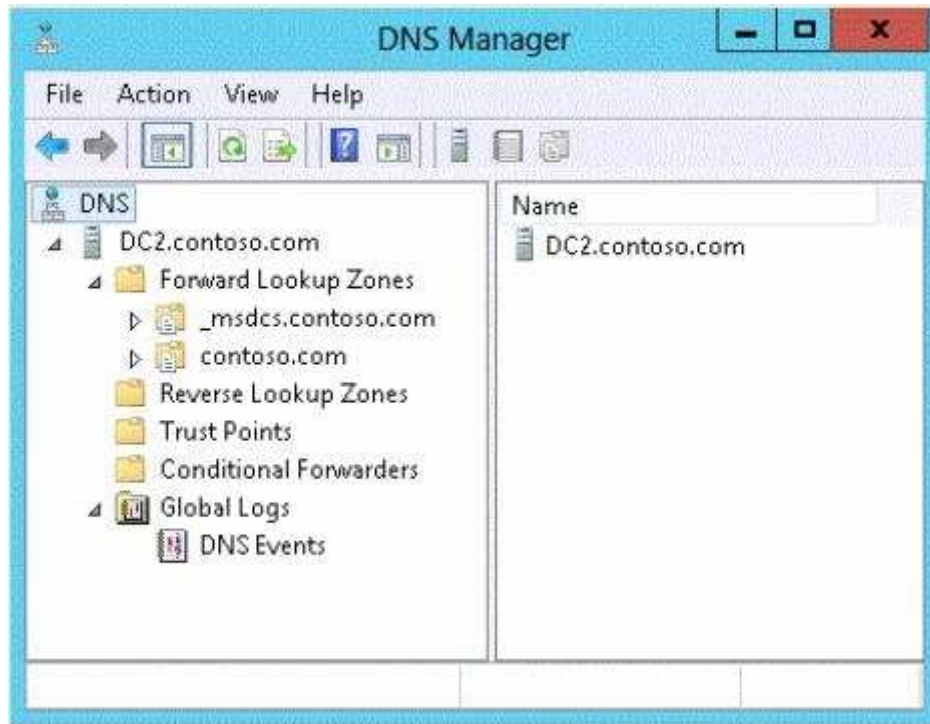 DNS Manager
File Action View Help
DNS
DC2.contoso.com
Forward Lookup Zones
_msdcs.contoso.com
contoso.com
Reverse Lookup Zones
Trust Points
Conditional Forwarders
Global Logs
DNS Events
Name
DC2.contoso.com